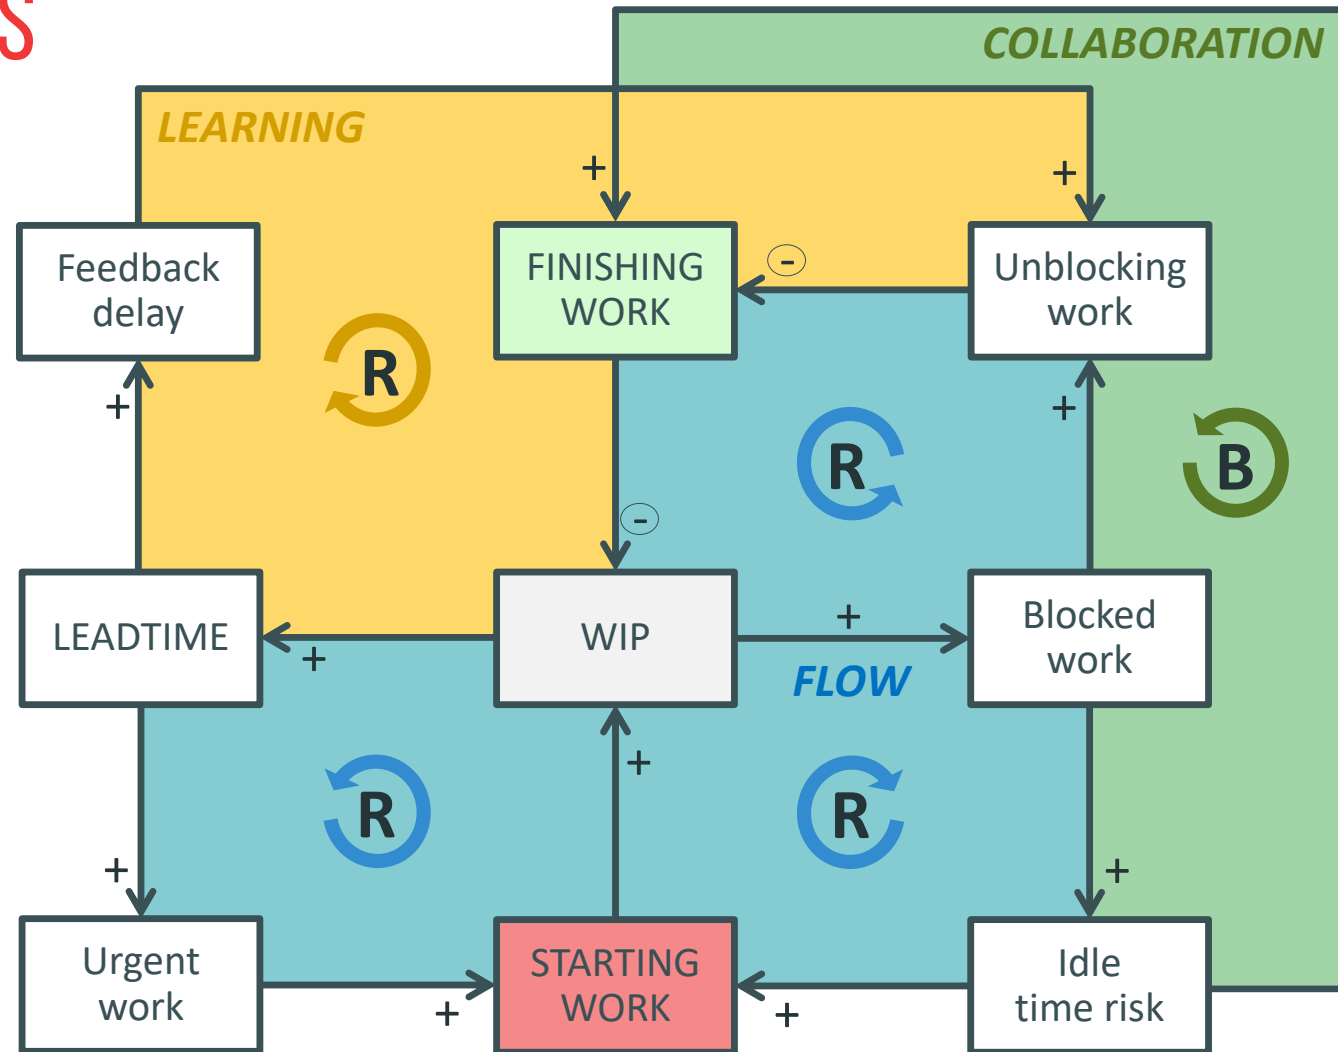 S
COLLABORATION
LEARNING
+
+
Feedback
delay
FINISHING
WORK
-
Unblocking
work
R
+
R
+
B
-
LEADTIME
+
WIP
+
FLOW
Blocked
work
+
R
R
+
+
Urgent
work
+
STARTING
WORK
+
Idle
time risk